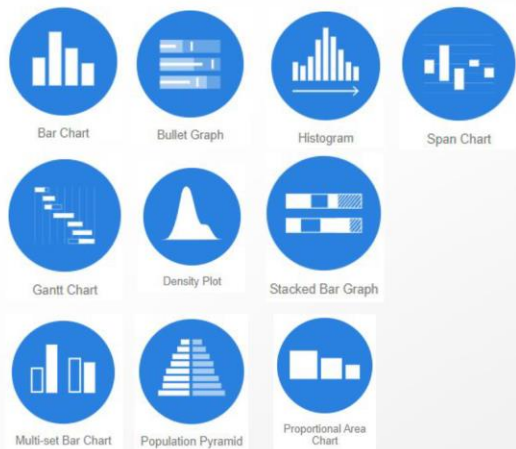 Bar Chart
Bullet Graph
Histogram
Span Chart
Gantt Chart
Density Plot
Stacked Bar Graph
Multi-set Bar Chart
Population Pyramid
Proportional Area
Chart